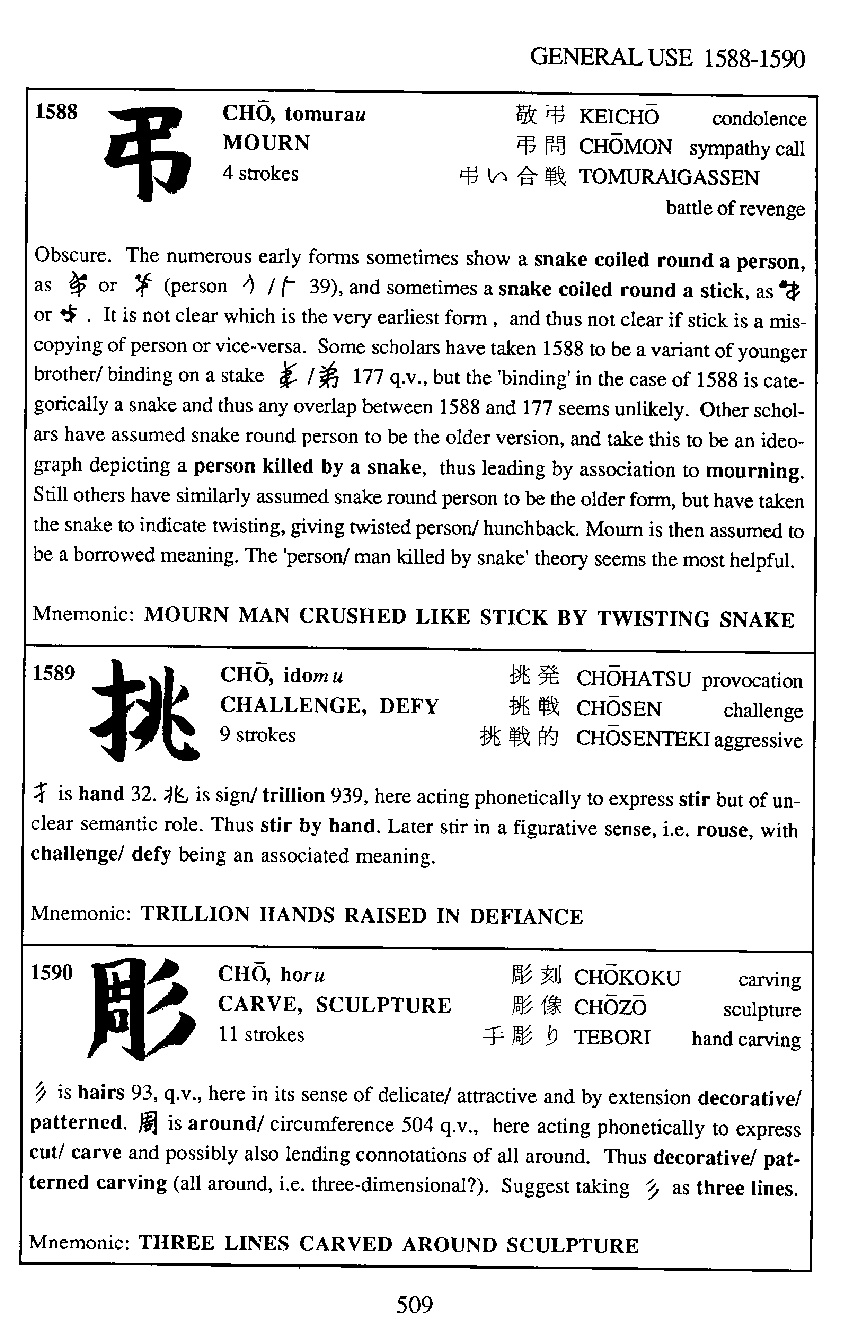 GENERAL USE 1588-1590
1588 弔 CHŌ, tomurau 敬弔 KEICHŌ condolence
MOURN 弔問 CHŌMON sympathy call
4 strokes 弔い合戦 TOMURAIGASSEN
battle of revenge
Obscure. The numerous early forms sometimes show a snake coiled round a person,
as or (person / 39), and sometimes a snake coiled round a stick, as
or . It is not clear which is the very earliest form , and thus not clear if stick is a mis-
copying of person or vice-versa. Some scholars have taken 1588 to be a variant of younger
brother/ binding on a stake /弟 177 q.v., but the 'binding' in the case of 1588 is cate-
gorically a snake and thus any overlap between 1588 and 177 seems unlikely. Other schol-
ars have assumed snake round person to be the older version, and take this to be an ideo-
graph depicting a person killed by a snake, thus leading by association to mourning.
Still others have similarly assumed snake round person to be the older form, but have taken
the snake to indicate twisting, giving twisted person/ hunchback. Mourn is then assumed to
be a borrowed meaning. The 'person/ man killed by snake' theory seems the most helpful.
Mnemonic: MOURN MAN CRUSHED LIKE STICK BY TWISTING SNAKE
1589 挑 CHŌ, idomu 挑発 CHŌHATSU provocation
CHALLENGE, DEFY 挑戦 CHŌSEN challenge
9 strokes 挑戦的 CHŌSENTEKI aggressive
扌 is hand 32. 兆 is sign/ trillion 939, here acting phonetically to express stir but of un-
clear semantic role. Thus stir by hand. Later stir in a figurative sense, i.e. rouse, with
challenge/ defy being an associated meaning.
Mnemonic: TRILLION HANDS RAISED IN DEFIANCE
1590 彫 CHŌ, horu 彫刻 CHŌKOKU carving
CARVE, SCULPTURE 彫像 CHŌZŌ sculpture
11 strokes 手彫り TEBORI hand carving
彡 is hairs 93, q.v., here in its sense of delicate/ attractive and by extension decorative/
patterned. 周 is around/ circumference 504 q.v., here acting phonetically to express
cut/ carve and possibly also lending connotations of all around. Thus decorative/ pat-
terned carving (all around, i.e. three-dimensional?). Suggest taking 彡 as three lines.
Mnemonic: THREE LINES CARVED AROUND SCULPTURE
509